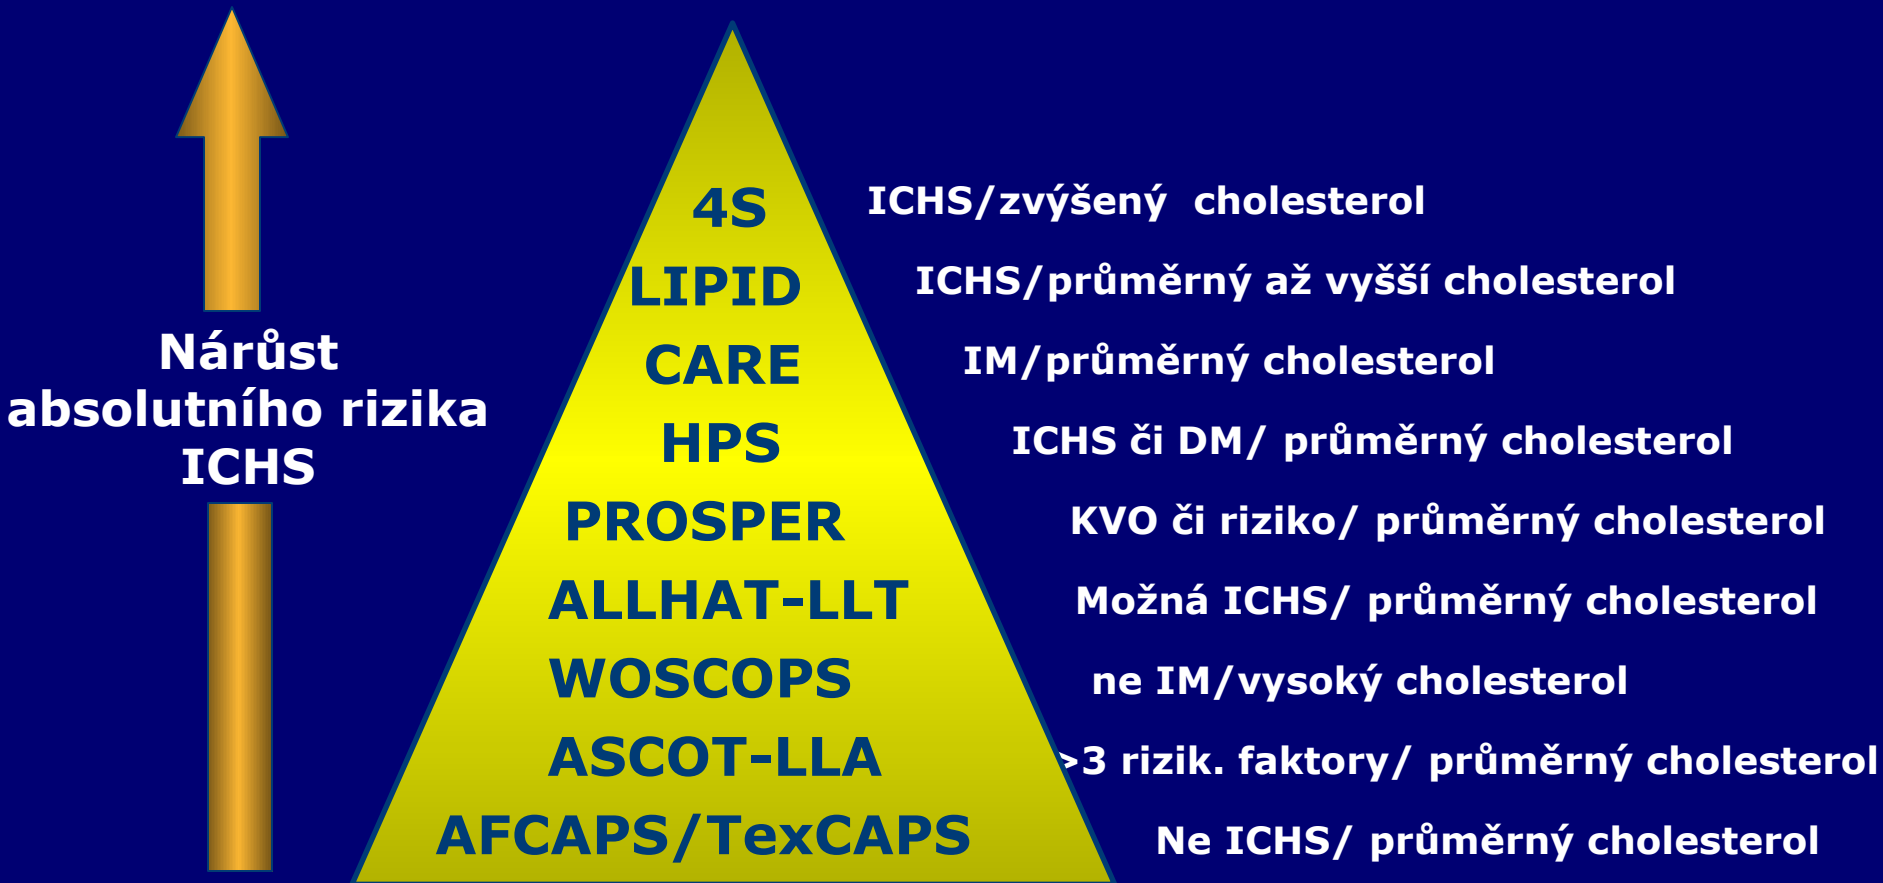 Nárůst
absolutního rizika
ICHS
4S
ICHS/zvýšený cholesterol
LIPID
ICHS/průměrný až vyšší cholesterol
CARE
IM/průměrný cholesterol
HPS
ICHS či DM/ průměrný cholesterol
PROSPER
KVO či riziko/ průměrný cholesterol
ALLHAT-LLT
Možná ICHS/ průměrný cholesterol
WOSCOPS
ne IM/vysoký cholesterol
ASCOT-LLA
>3 rizik. faktory/ průměrný cholesterol
AFCAPS/TexCAPS
Ne ICHS/ průměrný cholesterol